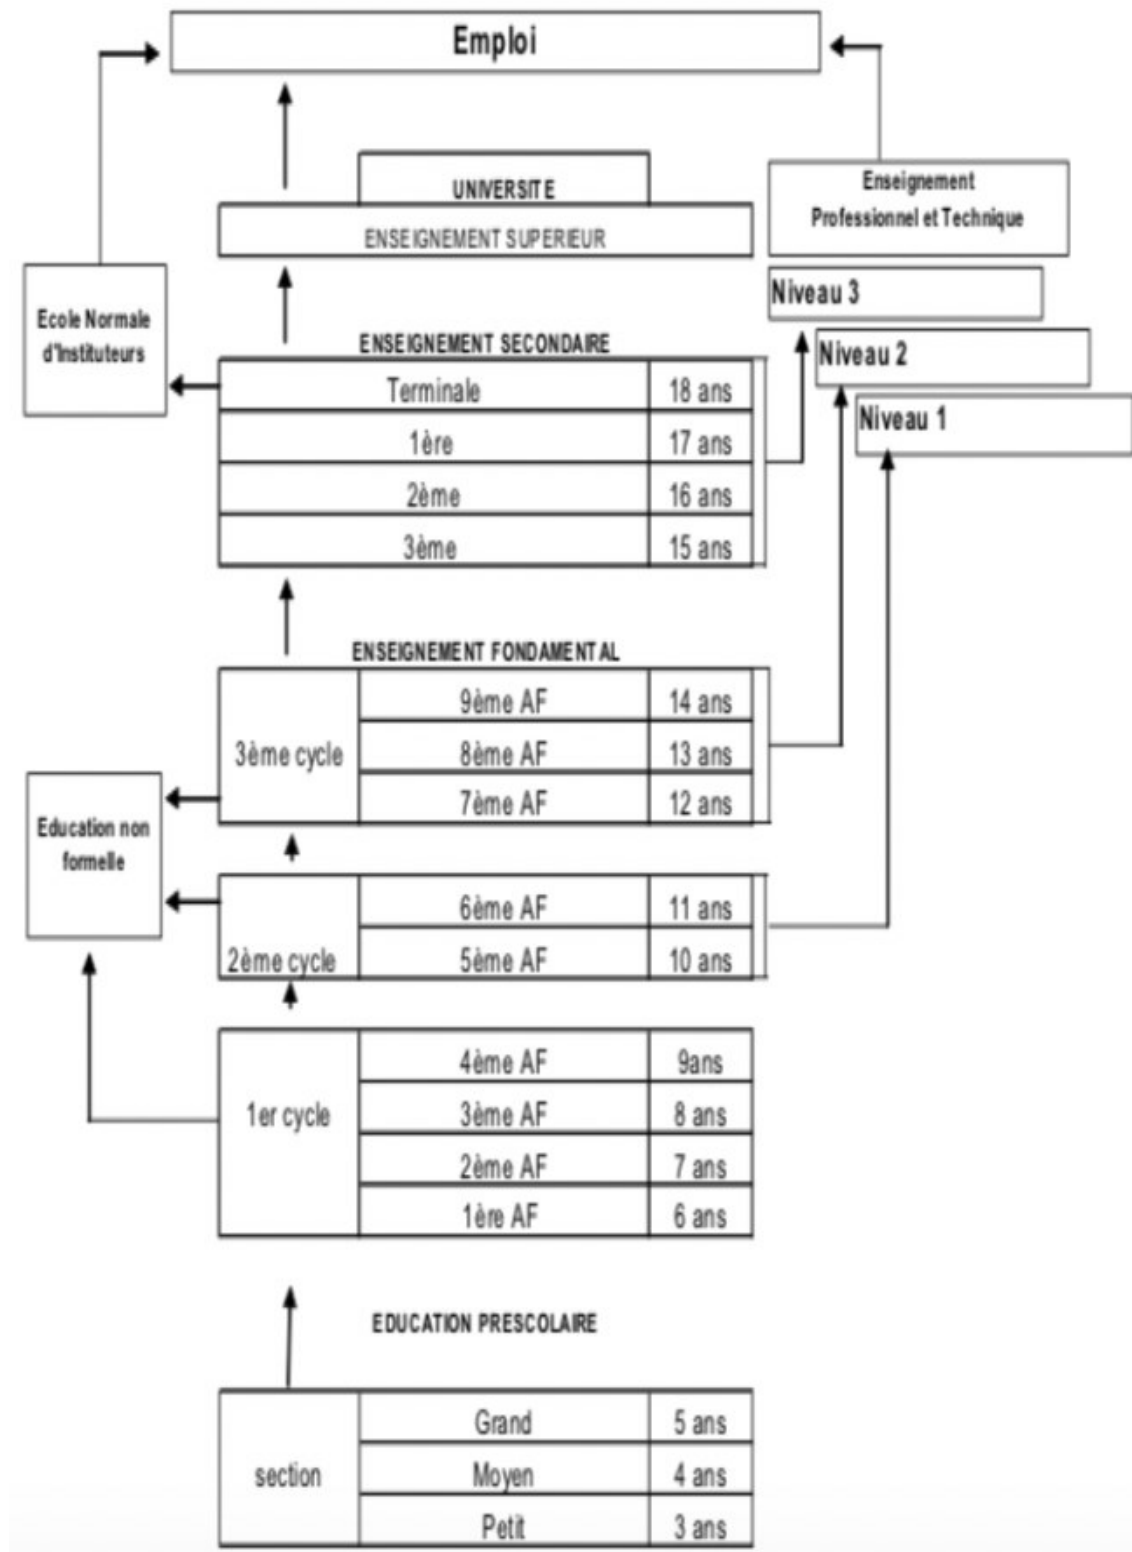 Emploi
UNIVERSITE
ENSEIGNEMENT SUPERIEUR
Enseignement
Professionnel et Technique
Niveau 3
Niveau 2
Niveau 1
Ecole Normale
d'Instituteurs
ENSEIGNEMENT SECONDAIRE
Terminale 18 ans
1ère 17 ans
2ème 16 ans
3ème 15 ans
ENSEIGNEMENT FONDAMENTAL
3ème cycle
9ème AF 14 ans
8ème AF 13 ans
7ème AF 12 ans
Education non
formelle
2ème cycle
6ème AF 11 ans
5ème AF 10 ans
1er cycle
4ème AF 9ans
3ème AF 8 ans
2ème AF 7 ans
1ère AF 6 ans
EDUCATION PRESCOLAIRE
section
Grand 5 ans
Moyen 4 ans
Petit 3 ans